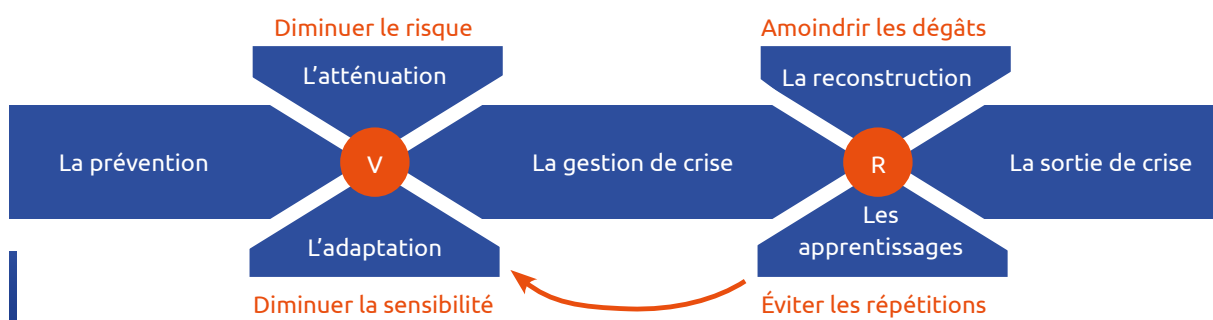 Diminuer le risque
Amoindrir les dégâts
L’atténuation
La reconstruction
La prévention
V
La gestion de crise
R
La sortie de crise
L’adaptation
Les
apprentissages
Diminuer la sensibilité
Éviter les répétitions